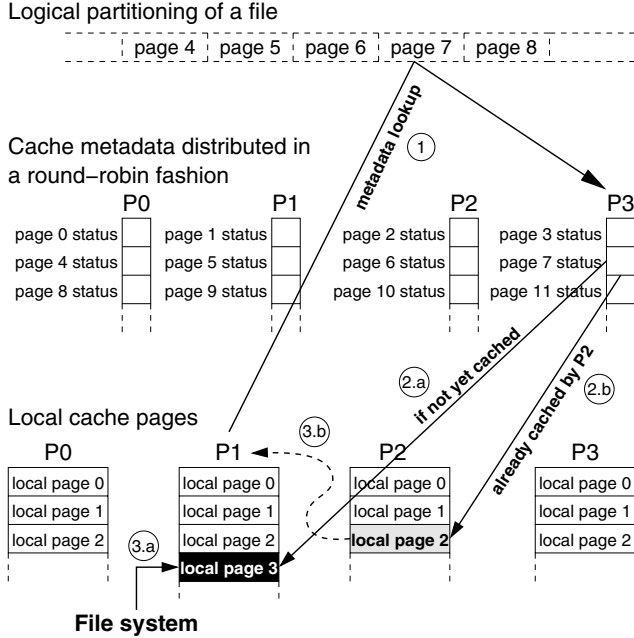 Logical partitioning of a file
page 4 page 5 page 6 page 7 page 8
metadata lookup
1
Cache metadata distributed in
a round–robin fashion
P0 P1 P2 P3
page 0 status page 1 status page 2 status page 3 status
page 4 status page 5 status page 6 status page 7 status
page 8 status page 9 status page 10 status page 11 status
2.a
if not yet cached
already cached by P2
2.b
Local cache pages
3.b
P0 P1 P2 P3
local page 0 local page 0 local page 0 local page 0
local page 1 local page 1 local page 1 local page 1
local page 2 local page 2 local page 2 local page 2
3.a
local page 3
File system